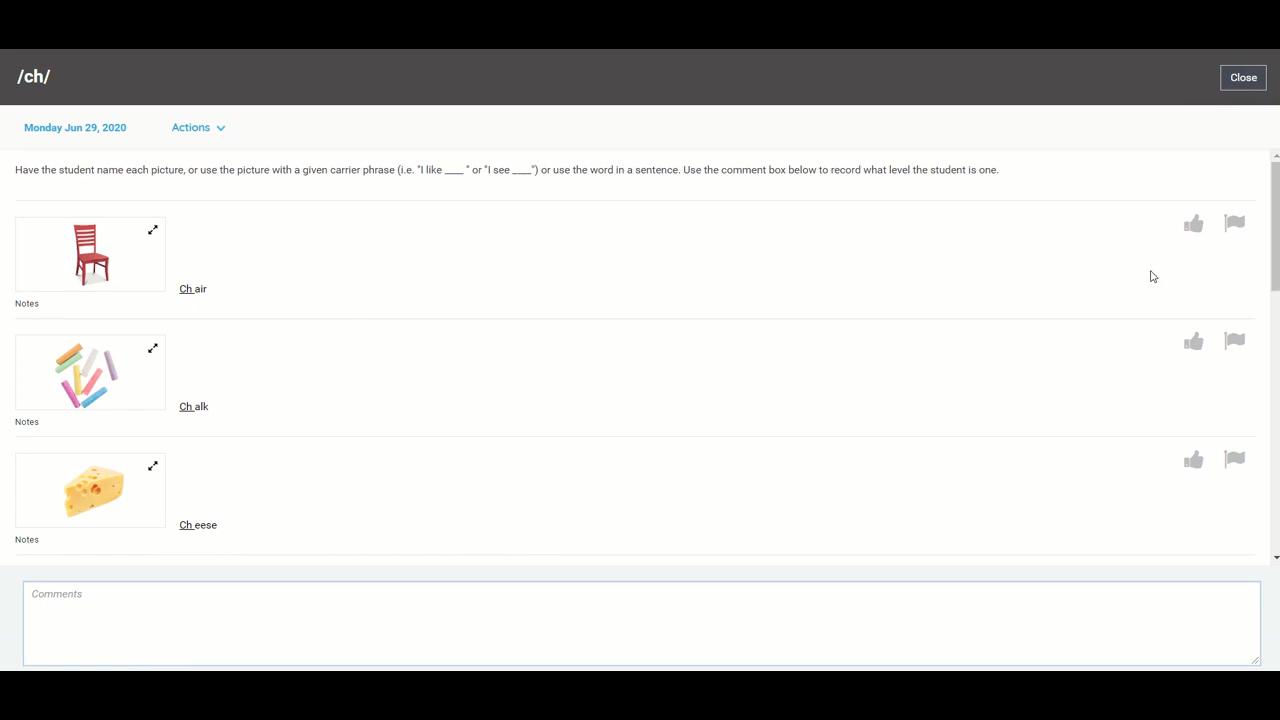 /ch/
Close
Monday Jun 29, 2020
Actions
Have the student name each picture, or use the picture with a given carrier phrase (i.e. "I like ____ " or "I see ____") or use the word in a sentence. Use the comment box below to record what level the student is one.
Ch air
Notes
Ch alk
Notes
Ch eese
Notes
Comments